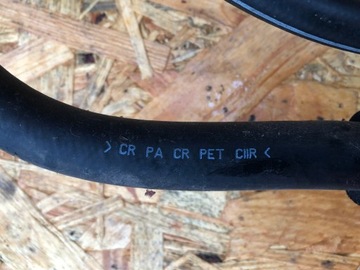 >CR PA CR PET CIIR<